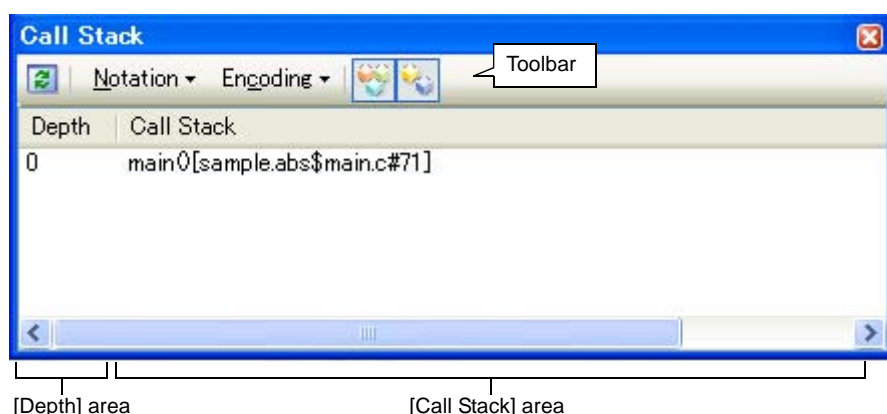 Call Stack
Notation Encoding
Toolbar
Depth Call Stack
0 main()[sample.abs$main.c#71]
[Depth] area [Call Stack] area